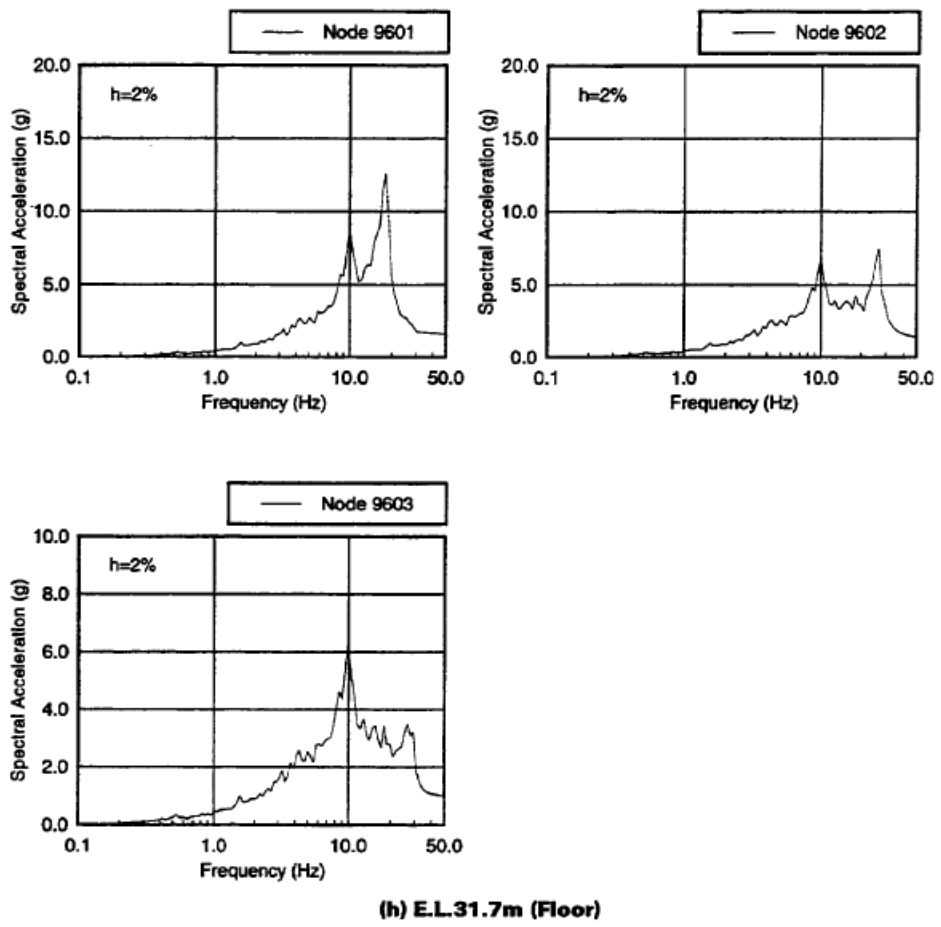 Node 9601
20.0
h=2%
15.0
10.0
5.0
0.0
0.1 1.0 10.0 50.0
Spectral Acceleration (g)
Frequency (Hz)
Node 9602
20.0
h=2%
15.0
10.0
5.0
0.0
0.1 1.0 10.0 50.0
Spectral Acceleration (g)
Frequency (Hz)
Node 9603
10.0
h=2%
8.0
6.0
4.0
2.0
0.0
0.1 1.0 10.0 50.0
Spectral Acceleration (g)
Frequency (Hz)
(h) E.L.31.7m (Floor)